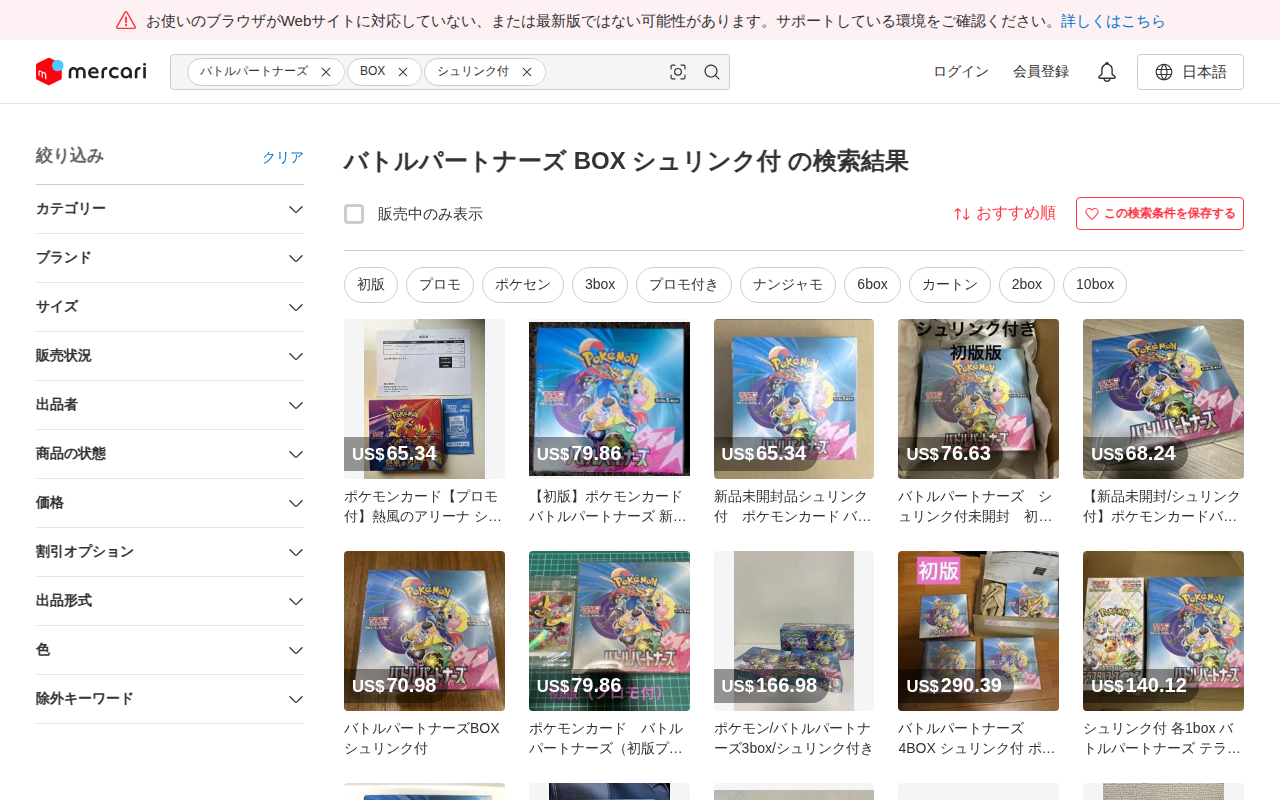 お使いのブラウザがWebサイトに対応していない、または最新版ではない可能性があります。サポートしている環境をご確認ください。詳しくはこちら
mercari
バトルパートナーズ
BOX
シュリンク付
ログイン
会員登録
日本語
絞り込み
クリア
カテゴリー
ブランド
サイズ
販売状況
出品者
商品の状態
価格
割引オプション
出品形式
色
除外キーワード
バトルパートナーズ BOX シュリンク付 の検索結果
販売中のみ表示
おすすめ順
この検索条件を保存する
初版
プロモ
ポケセン
3box
プロモ付き
ナンジャモ
6box
カートン
2box
10box
US$65.34
ポケモンカード【プロモ
付】熱風のアリーナ シ…
US$79.86
【初版】ポケモンカード
バトルパートナーズ 新…
US$65.34
新品未開封品シュリンク
付　ポケモンカード バ…
シュリンク付き
初版版
US$76.63
バトルパートナーズ　シ
ュリンク付未開封　初…
US$68.24
【新品未開封/シュリンク
付】ポケモンカードバ…
US$70.98
バトルパートナーズBOX
シュリンク付
US$79.86
ポケモンカード　バトル
パートナーズ（初版プ…
US$166.98
ポケモン/バトルパートナ
ーズ3box/シュリンク付き
初版
US$290.39
バトルパートナーズ
4BOX シュリンク付 ポ…
US$140.12
シュリンク付 各1box バ
トルパートナーズ テラ…